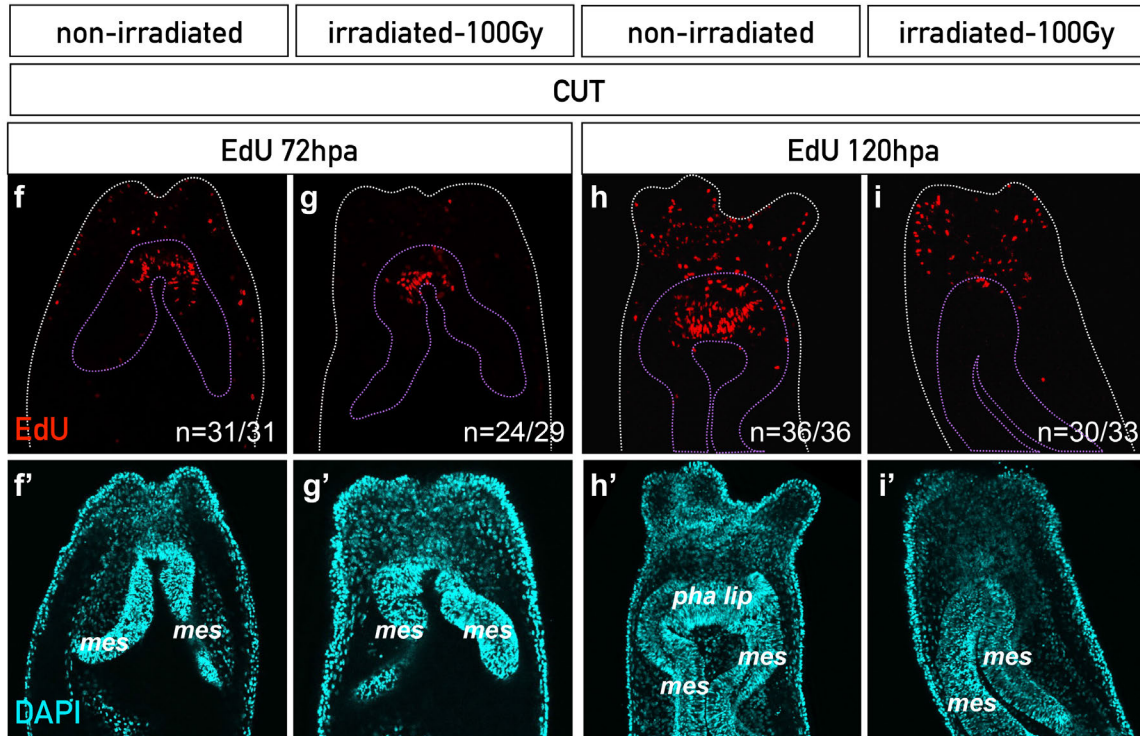 non-irradiated irradiated-100Gy non-irradiated irradiated-100Gy
CUT
EdU 72hpa EdU 120hpa
f g h i
EdU n=31/31 n=24/29 n=36/36 n=30/33
f' g' h' i'
pha lip
mes mes mes mes mes mes
mes mes
DAPI